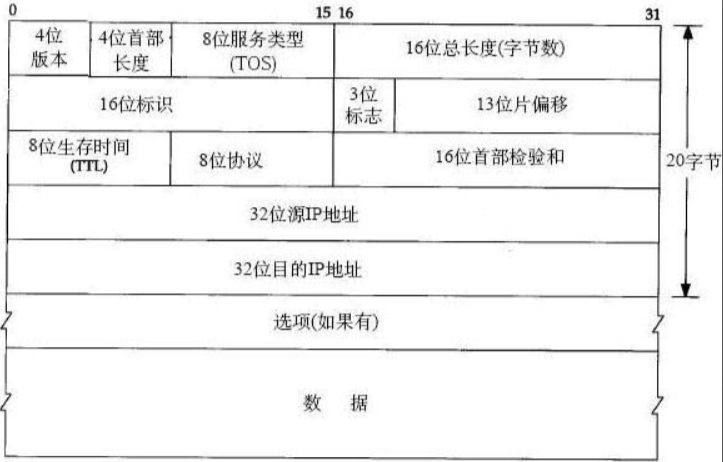 0 15 16 31
4位
版本
4位首部
长度
8位服务类型
(TOS)
16位总长度(字节数)
16位标识
3位
标志
13位片偏移
8位生存时间
(TTL)
8位协议
16位首部检验和
20字节
32位源IP地址
32位目的IP地址
选项(如果有)
数 据